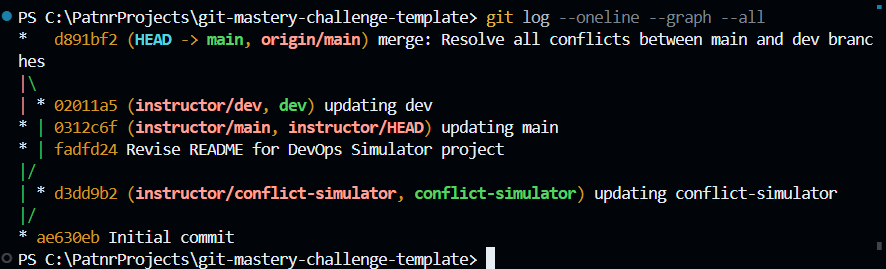 PS C:\PatnrProjects\git-mastery-challenge-template> git log --oneline --graph --all
*   d891bf2 (HEAD -> main, origin/main) merge: Resolve all conflicts between main and dev branc
hes
|\
| * 02011a5 (instructor/dev, dev) updating dev
* | 0312c6f (instructor/main, instructor/HEAD) updating main
* | fadfd24 Revise README for DevOps Simulator project
|/
| * d3dd9b2 (instructor/conflict-simulator, conflict-simulator) updating conflict-simulator
|/
* ae630eb Initial commit
PS C:\PatnrProjects\git-mastery-challenge-template>